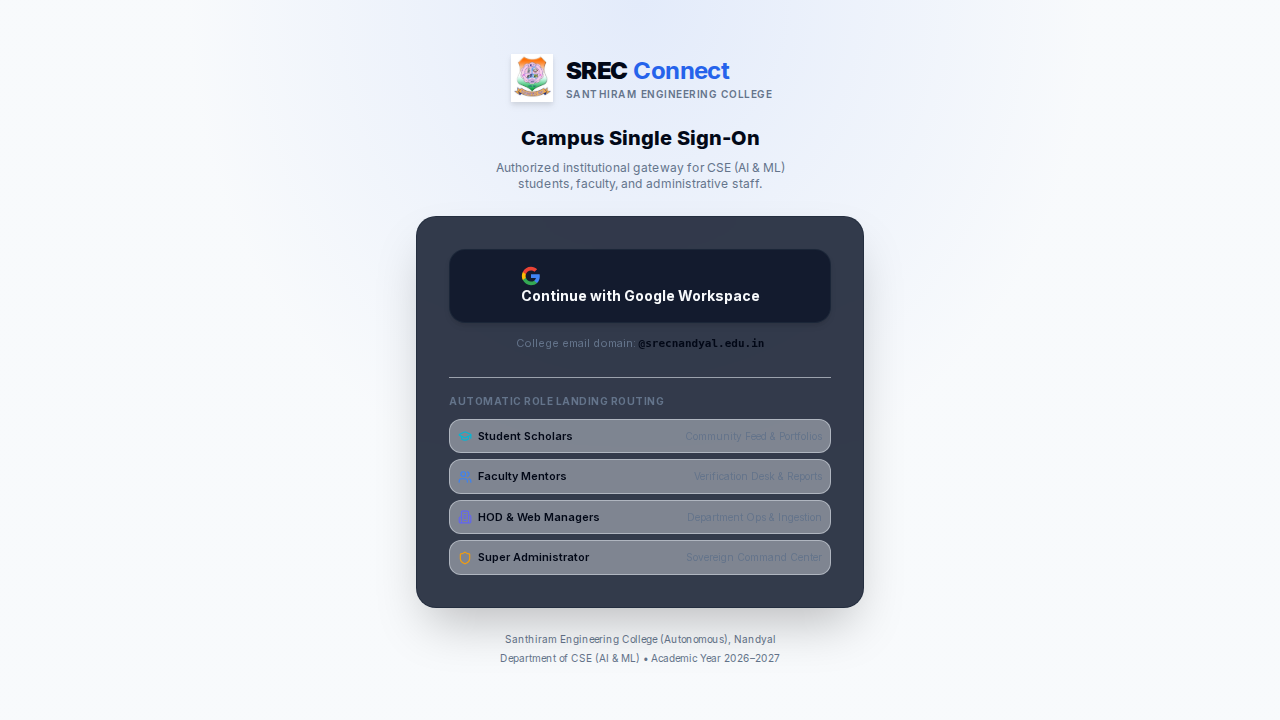 SREC Connect
SANTHIRAM ENGINEERING COLLEGE
Campus Single Sign-On
Authorized institutional gateway for CSE (AI & ML)
students, faculty, and administrative staff.
Continue with Google Workspace
College email domain: @srecnandyal.edu.in
AUTOMATIC ROLE LANDING ROUTING
Student Scholars Community Feed & Portfolios
Faculty Mentors Verification Desk & Reports
HOD & Web Managers Department Ops & Ingestion
Super Administrator Sovereign Command Center
Santhiram Engineering College (Autonomous), Nandyal
Department of CSE (AI & ML) • Academic Year 2026–2027